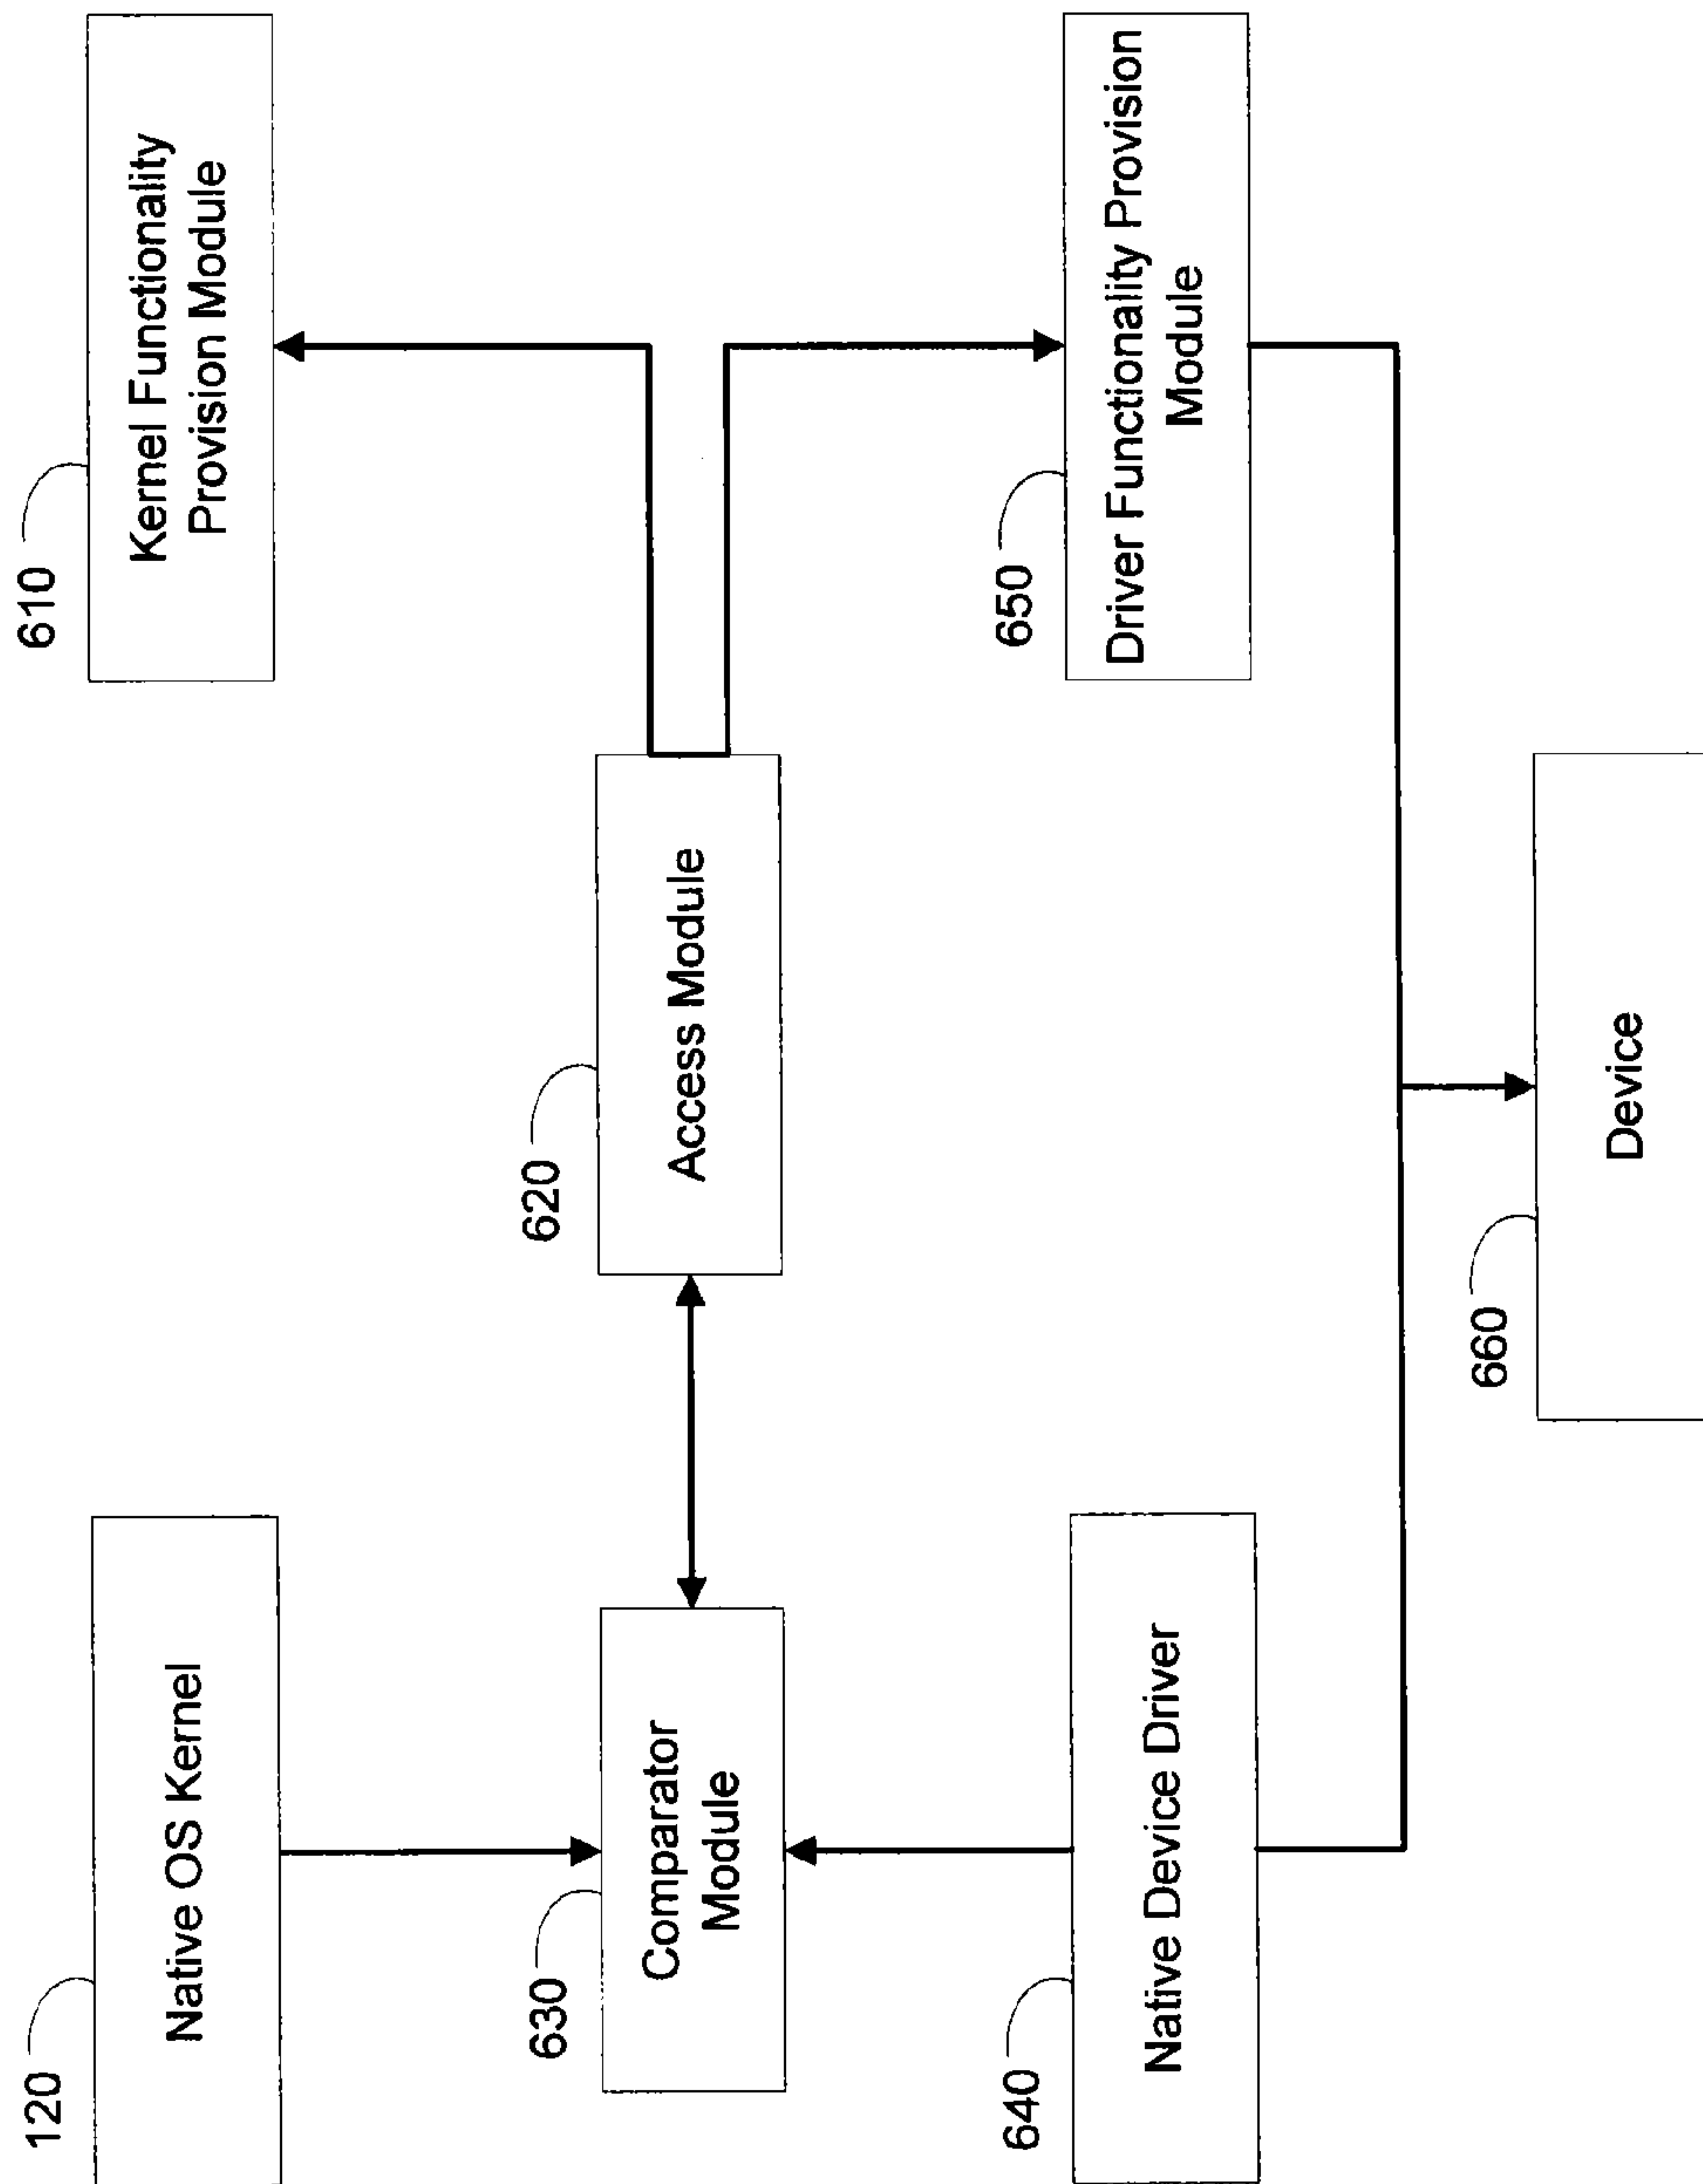 120
Native OS Kernel
610
Kernel Functionality
Provision Module
630
Comparator
Module
620
Access Module
640
Native Device Driver
650
Driver Functionality Provision
Module
660
Device